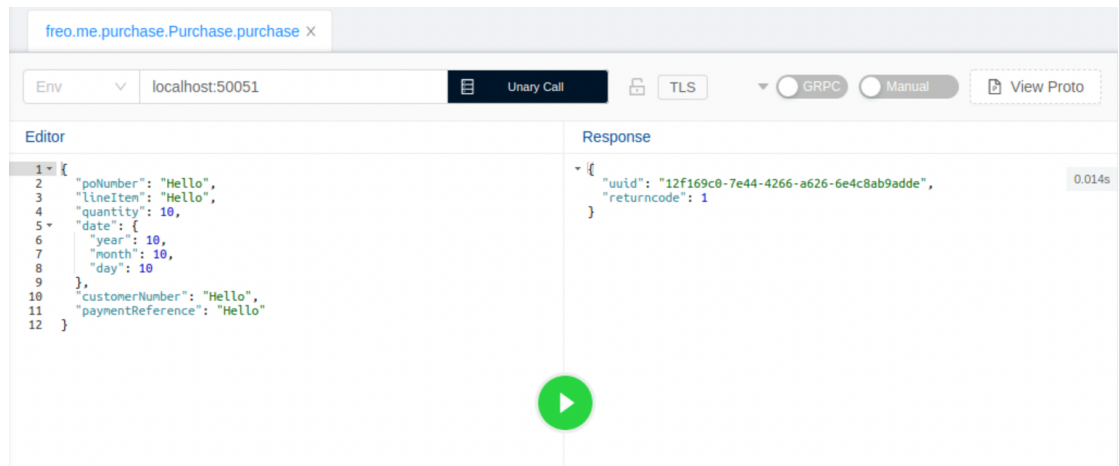 freo.me.purchase.Purchase.purchase
Env localhost:50051 Unary Call TLS GRPC Manual View Proto
Editor
1 {
2 "poNumber": "Hello",
3 "lineItem": "Hello",
4 "quantity": 10,
5 "date": {
6 "year": 10,
7 "month": 10,
8 "day": 10
9 },
10 "customerNumber": "Hello",
11 "paymentReference": "Hello"
12 }
Response
{
"uuid": "12f169c0-7e44-4266-a626-6e4c8ab9adde",
"returncode": 1
}
0.014s